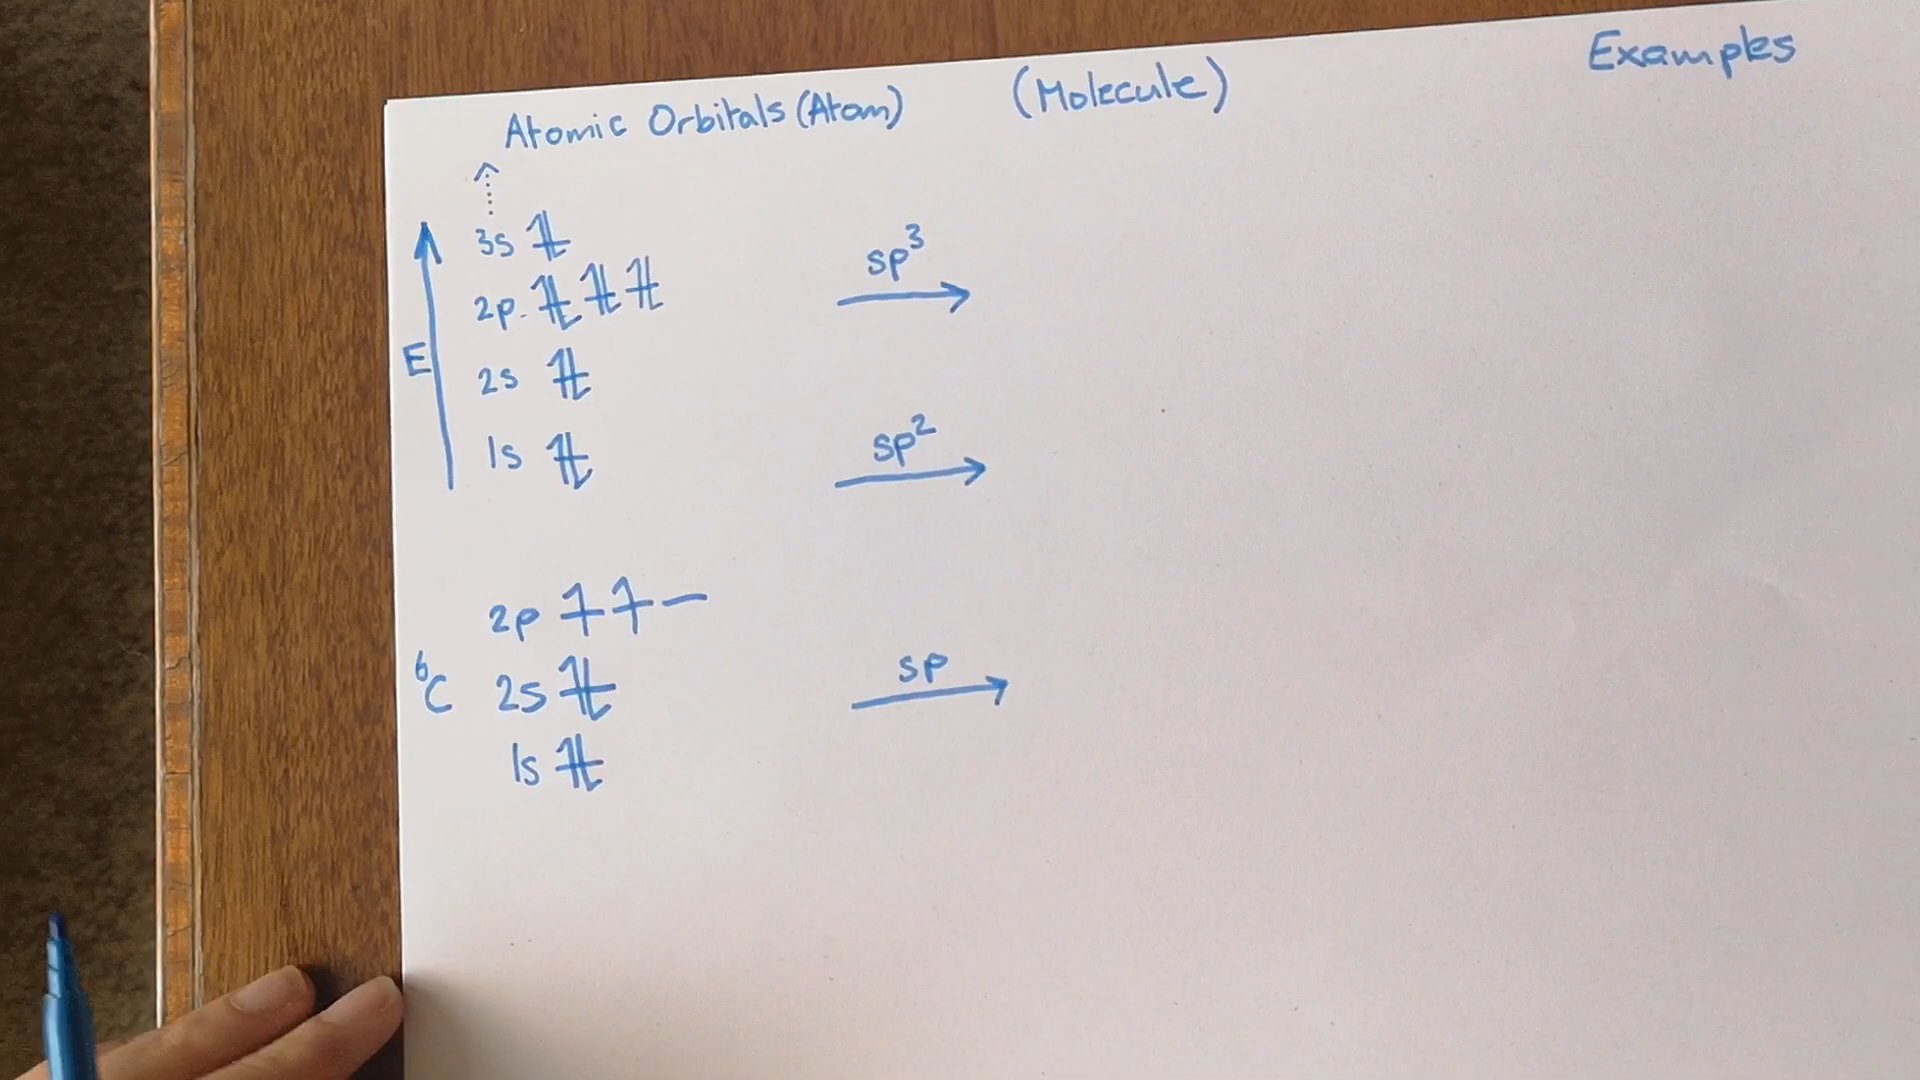 Atomic Orbitals (Atom) (Molecule) Examples
3s ⥮
2p ⥮ ⥮ ⥮
sp³
E
2s ⥮
1s ⥮
sp²
2p ↿ ↿ —
⁶C 2s ⥮
sp
1s ⥮